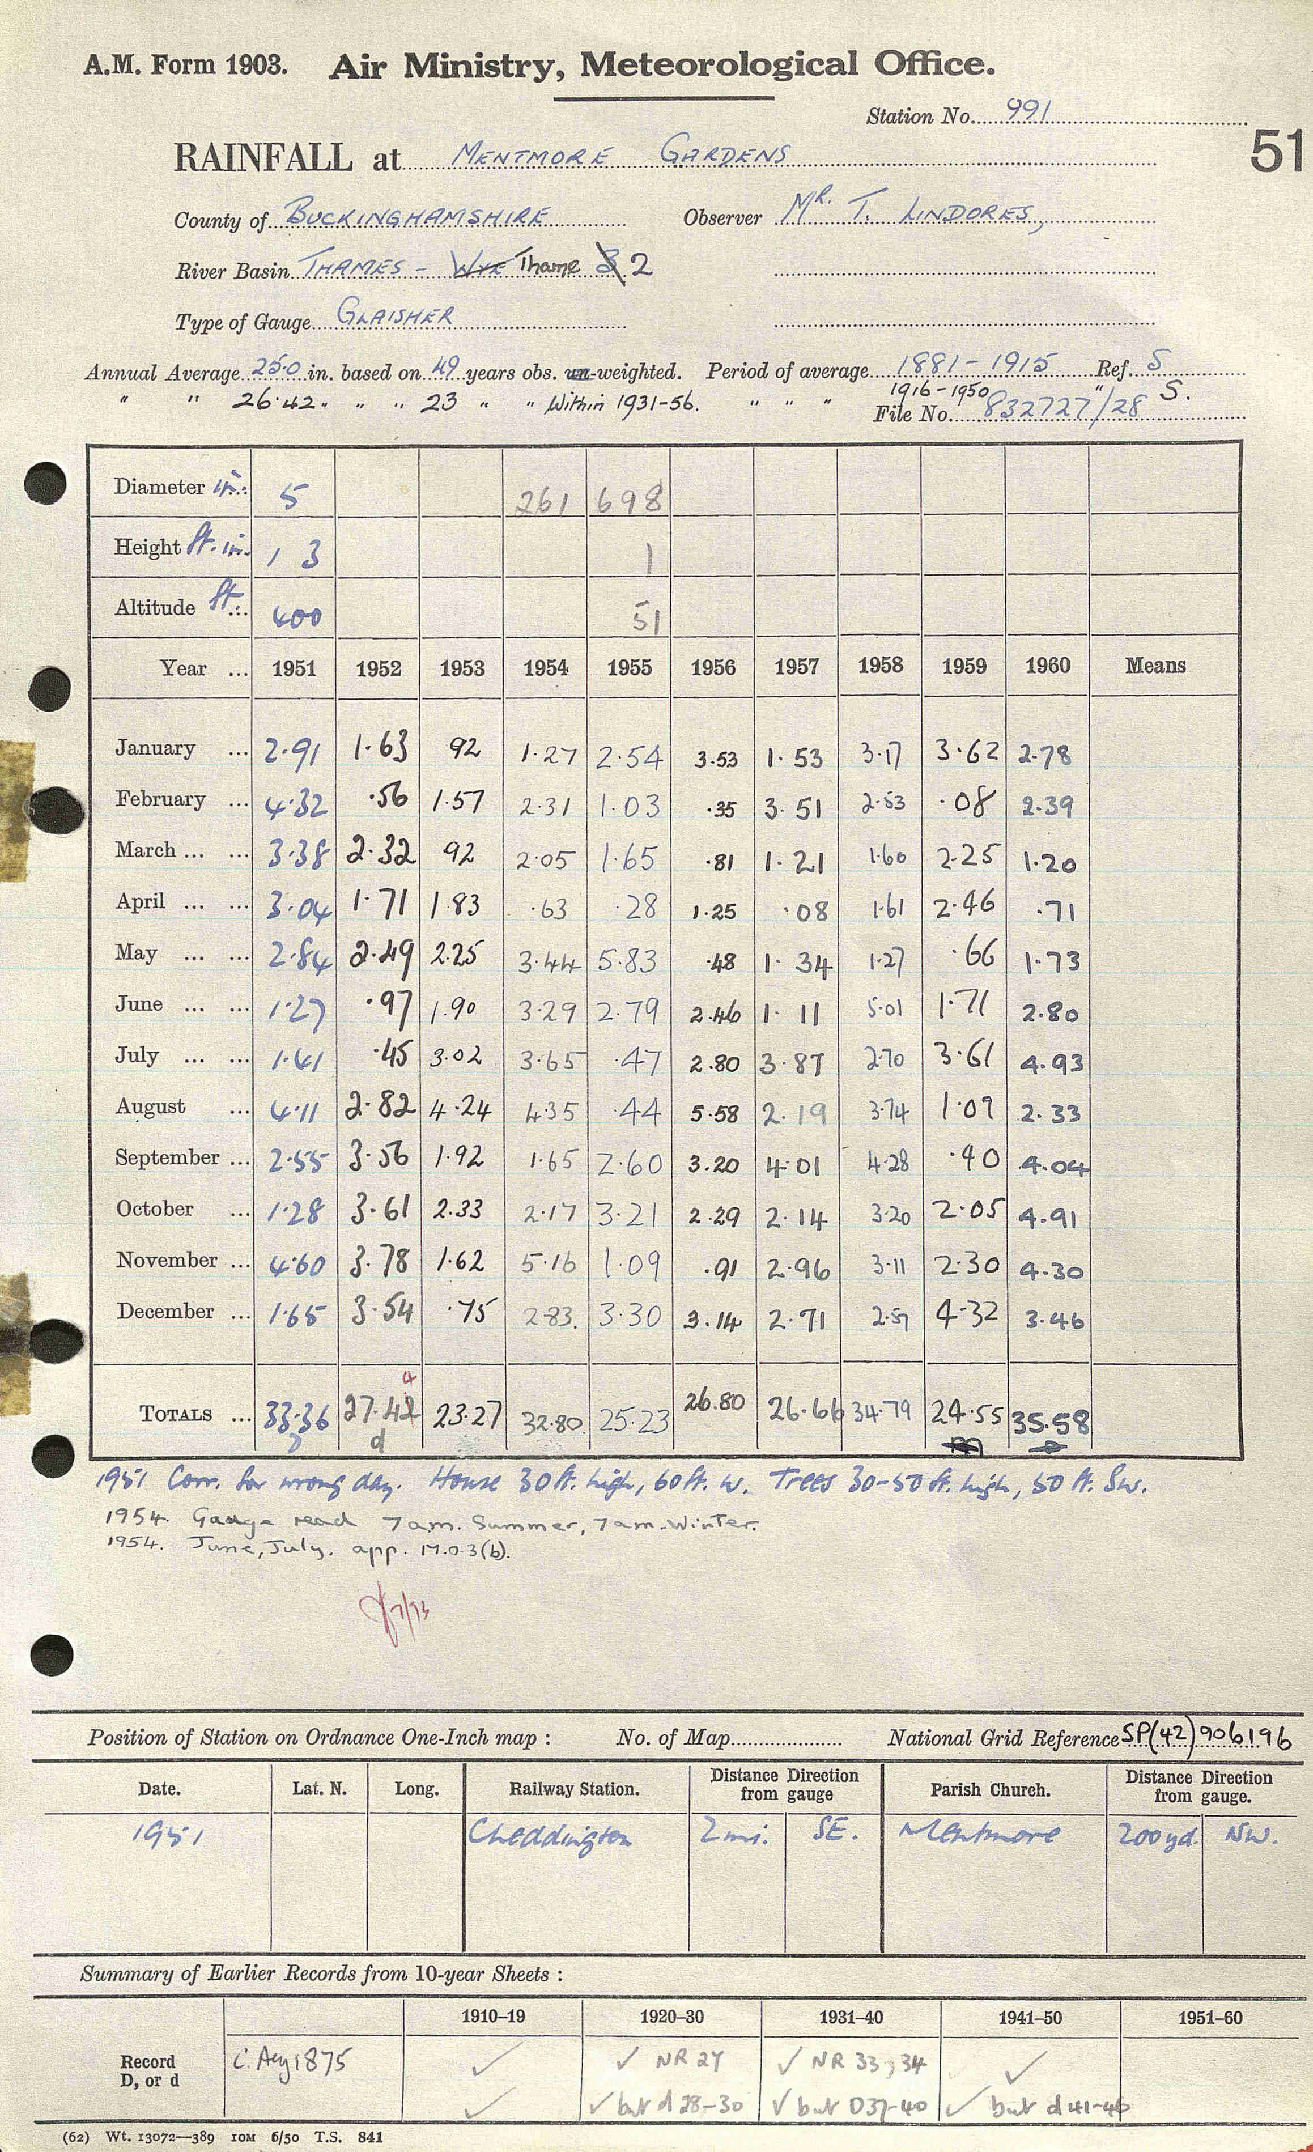 A.M. Form 1903. Air Ministry, Meteorological Office.
Station No. 991
51
RAINFALL at MENTMORE GARDENS
County of BUCKINGHAMSHIRE Observer MR. T. LINDORES,
River Basin THAMES - WYE Thame 3 2
Type of Gauge GLAISHER
Annual Average 25.0 in. based on 49 years obs. un-weighted. Period of average 1881-1915 Ref. S
" " 26.42 " " " 23 " " Within 1931-56. " " " 1916-1950 " S.
File No. 832727/28
Diameter in. 5 261 698
Height ft. in. 1 3 1
Altitude ft. 400 51
Year ... 1951 1952 1953 1954 1955 1956 1957 1958 1959 1960 Means
January ... 2.91 1.63 92 1.27 2.54 3.53 1.53 3.17 3.62 2.78
February ... 4.32 .56 1.57 2.31 1.03 .35 3.51 2.53 .08 2.39
March ... ... 3.38 2.32 92 2.05 1.65 .81 1.21 1.60 2.25 1.20
April ... ... 3.04 1.71 1.83 .63 .28 1.25 .08 1.61 2.46 .71
May ... ... 2.84 2.49 2.25 3.44 5.83 .48 1.34 1.27 .66 1.73
June ... ... 1.27 .97 1.90 3.29 2.79 2.46 1.11 5.01 1.71 2.80
July ... ... 1.41 .45 3.02 3.65 .47 2.80 3.87 2.70 3.61 4.93
August ... 4.11 2.82 4.24 4.35 .44 5.58 2.19 3.74 1.09 2.33
September ... 2.55 3.56 1.92 1.65 2.60 3.20 4.01 4.28 .40 4.04
October ... 1.28 3.61 2.33 2.17 3.21 2.29 2.14 3.20 2.05 4.91
November ... 4.60 3.78 1.62 5.16 1.09 .91 2.96 3.11 2.30 4.30
December ... 1.65 3.54 .75 2.83. 3.30 3.14 2.71 2.57 4.32 3.46
4
TOTALS ... 33.36 27.42 23.27 32.80 25.23 26.80 26.66 34.79 24.55 35.58
d
1951 Corr. for wrong day. House 30 ft. high, 60 ft. W. Trees 30-50 ft. high, 50 ft. SW.
1954. Gauge read 7am. Summer, 7am. Winter.
1954. June, July. app. M.O.3(b).
7/73
Position of Station on Ordnance One-Inch map : No. of Map National Grid Reference SP(42)906196
Date. Lat. N. Long. Railway Station. Distance Direction from gauge Parish Church. Distance Direction from gauge.
1951 Cheddington 2 mi. SE. Mentmore 200 yd. NW.
Summary of Earlier Records from 10-year Sheets :
1910–19 1920–30 1931–40 1941–50 1951–60
Record C. Aug 1875 ✓ ✓ NR 27 ✓ NR 33, 34 ✓
D, or d ✓ ✓ but d 28-30 ✓ but D37-40 ✓ but d 41-46
(62) Wt. 13072—389 10M 6/50 T.S. 841